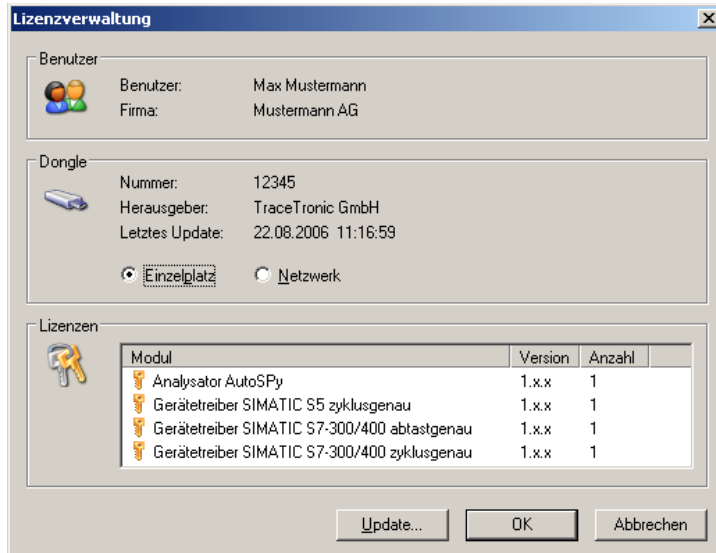 Lizenzverwaltung
Benutzer
Benutzer: Max Mustermann
Firma: Mustermann AG
Dongle
Nummer: 12345
Herausgeber: TraceTronic GmbH
Letztes Update: 22.08.2006 11:16:59
Einzelplatz Netzwerk
Lizenzen
Modul Version Anzahl
Analysator AutoSPy 1.x.x 1
Gerätetreiber SIMATIC S5 zyklusgenau 1.x.x 1
Gerätetreiber SIMATIC S7-300/400 abtastgenau 1.x.x 1
Gerätetreiber SIMATIC S7-300/400 zyklusgenau 1.x.x 1
Update... OK Abbrechen